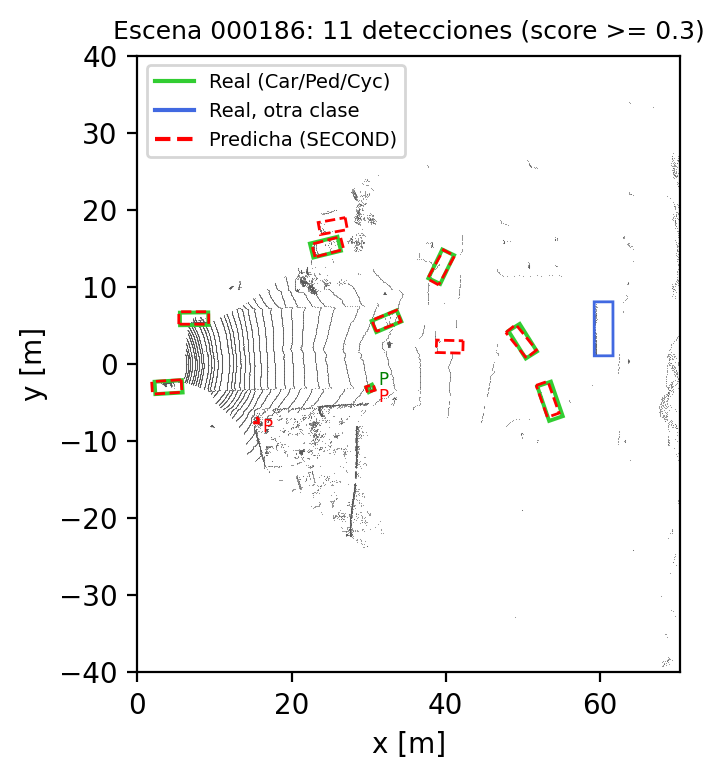 Escena 000186: 11 detecciones (score >= 0.3)
Real (Car/Ped/Cyc)
Real, otra clase
Predicha (SECOND)
40
30
20
10
0
−10
−20
−30
−40
y [m]
P
P
P
0
20
40
60
x [m]